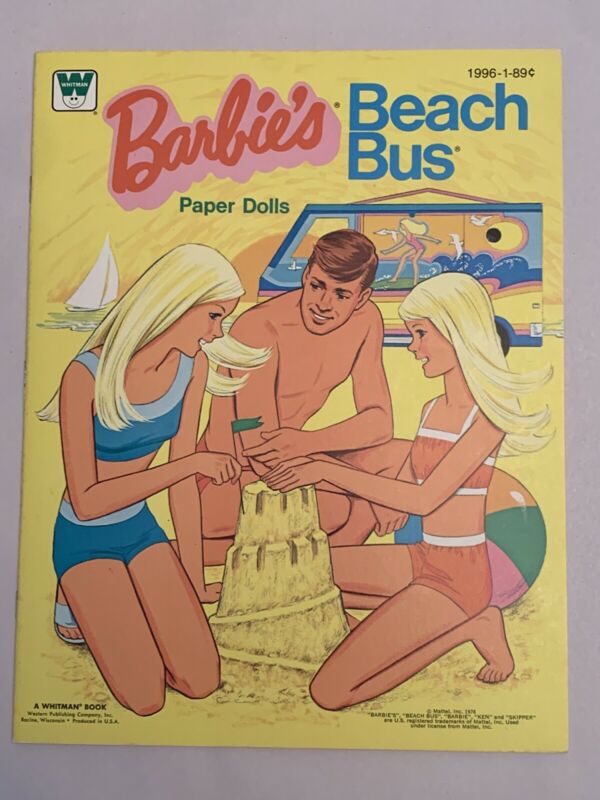 WHITMAN
W
®
1996-1-89¢
Barbie's®
Beach
Bus®
Paper Dolls
A WHITMAN® BOOK
Western Publishing Company, Inc.
Racine, Wisconsin • Produced in U.S.A.
© Mattel, Inc. 1976
"BARBIE'S", "BEACH BUS", "BARBIE", "KEN" and "SKIPPER"
are U.S. registered trademarks of Mattel, Inc. Used
under license from Mattel, Inc.